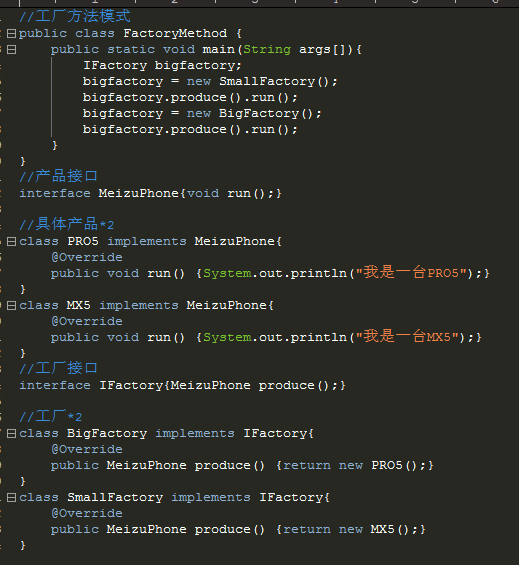 //工厂方法模式
public class FactoryMethod {
    public static void main(String args[]){
        IFactory bigfactory;
        bigfactory = new SmallFactory();
        bigfactory.produce().run();
        bigfactory = new BigFactory();
        bigfactory.produce().run();
    }
}
//产品接口
interface MeizuPhone{void run();}

//具体产品*2
class PRO5 implements MeizuPhone{
    @Override
    public void run() {System.out.println("我是一台PRO5");}
}
class MX5 implements MeizuPhone{
    @Override
    public void run() {System.out.println("我是一台MX5");}
}
//工厂接口
interface IFactory{MeizuPhone produce();}

//工厂*2
class BigFactory implements IFactory{
    @Override
    public MeizuPhone produce() {return new PRO5();}
}
class SmallFactory implements IFactory{
    @Override
    public MeizuPhone produce() {return new MX5();}
}